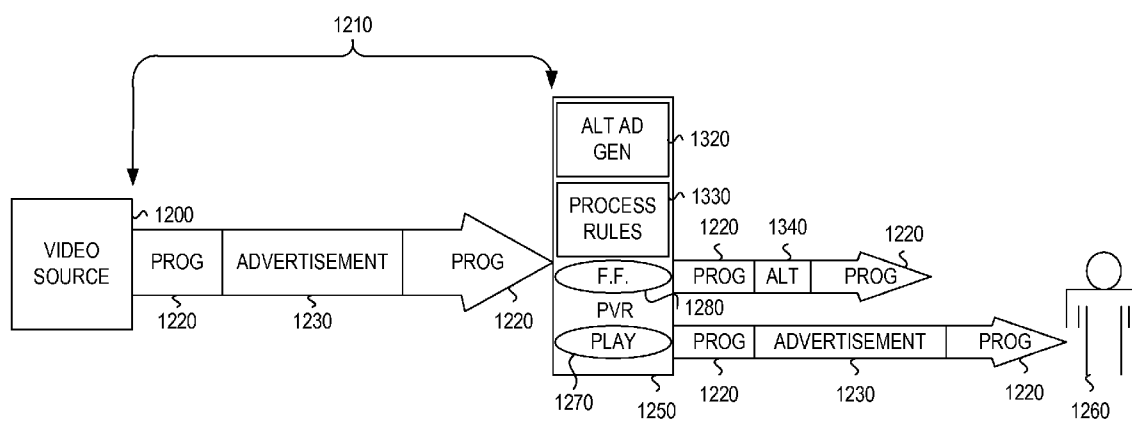 1210
ALT AD
GEN
1320
1330
PROCESS
RULES
1200
VIDEO
SOURCE
PROG
ADVERTISEMENT
PROG
1220
1230
1220
F.F.
1280
PVR
PLAY
1270
1250
1220
1340
1220
PROG
ALT
PROG
PROG
ADVERTISEMENT
PROG
1220
1230
1220
1260